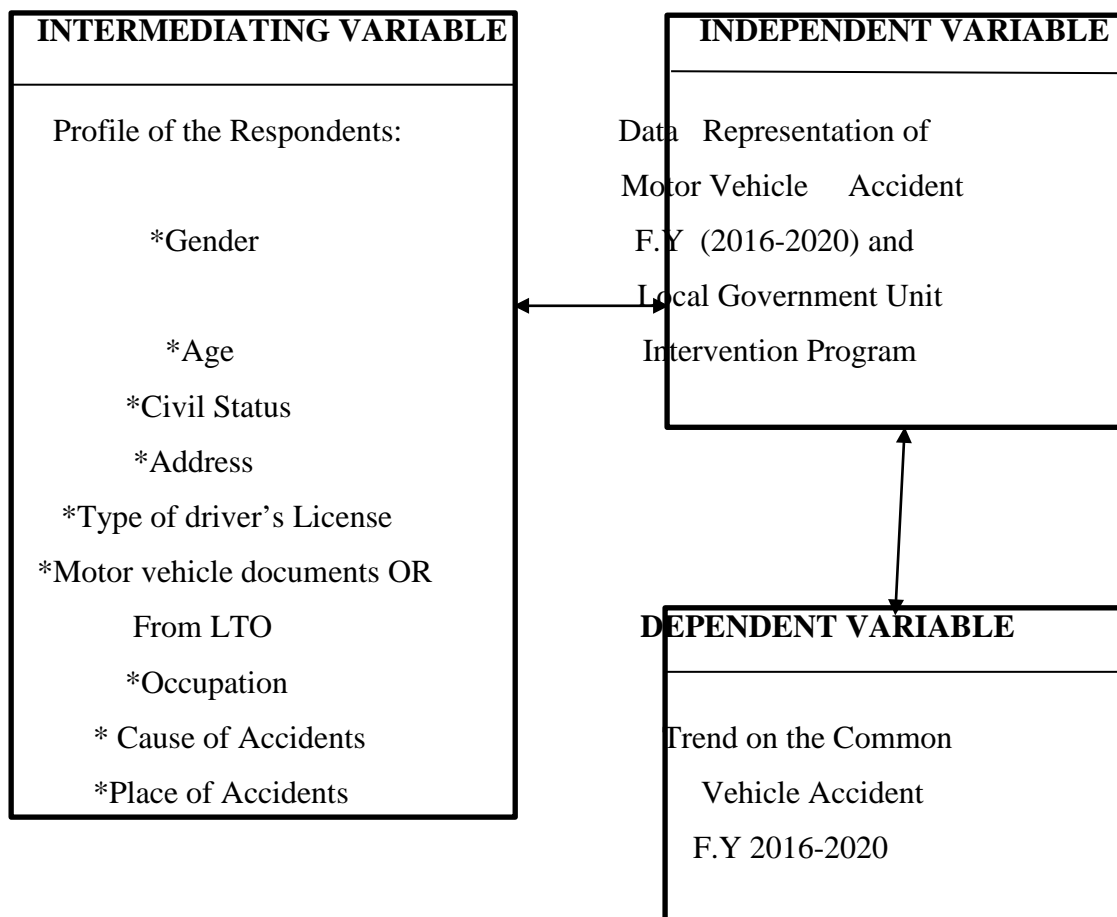 INTERMEDIATING VARIABLE
Profile of the Respondents:
*Gender
*Age
*Civil Status
*Address
*Type of driver’s License
*Motor vehicle documents OR
From LTO
*Occupation
* Cause of Accidents
*Place of Accidents
INDEPENDENT VARIABLE
Data Representation of
Motor Vehicle Accident
F.Y (2016-2020) and
Local Government Unit
Intervention Program
DEPENDENT VARIABLE
Trend on the Common
Vehicle Accident
F.Y 2016-2020